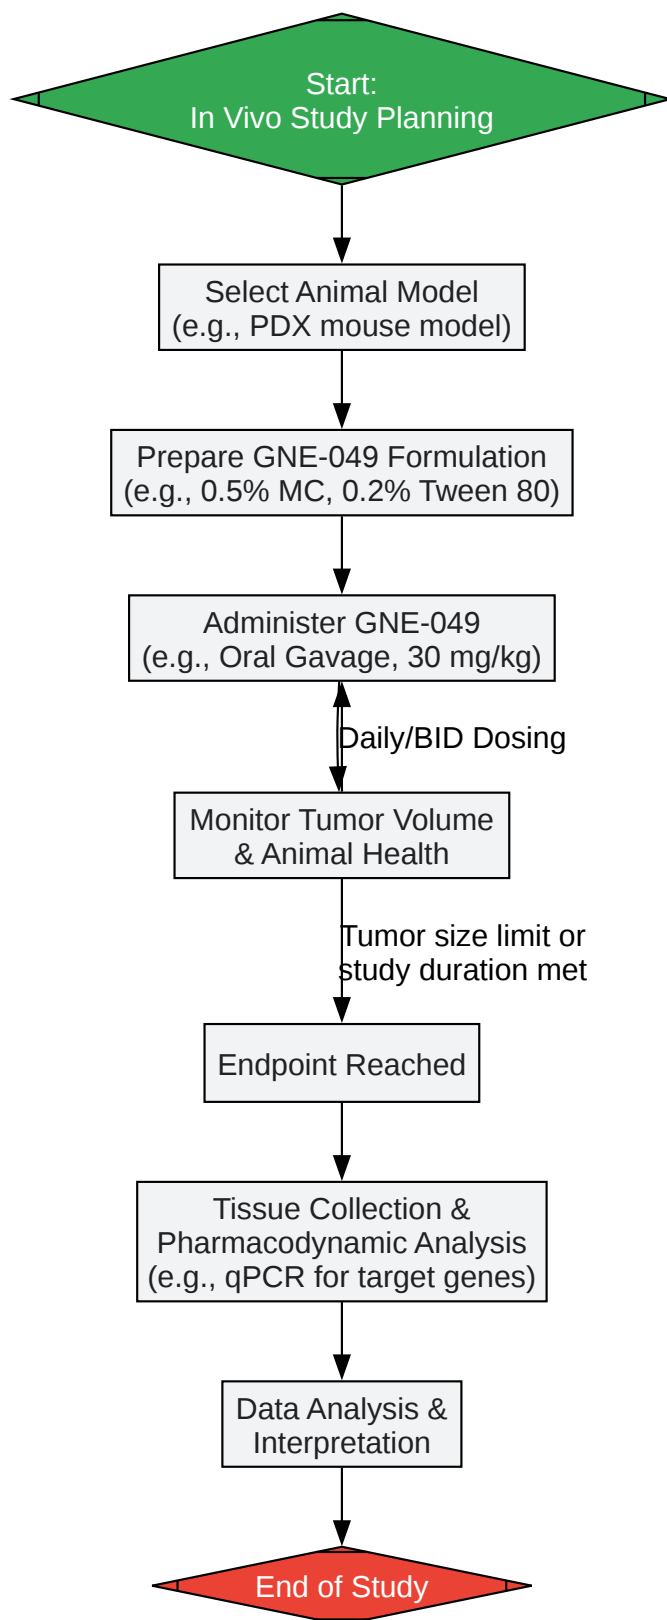 Start:
In Vivo Study Planning
Select Animal Model
(e.g., PDX mouse model)
Prepare GNE-049 Formulation
(e.g., 0.5% MC, 0.2% Tween 80)
Administer GNE-049
(e.g., Oral Gavage, 30 mg/kg)
Daily/BID Dosing
Monitor Tumor Volume
& Animal Health
Tumor size limit or
study duration met
Endpoint Reached
Tissue Collection &
Pharmacodynamic Analysis
(e.g., qPCR for target genes)
Data Analysis &
Interpretation
End of Study